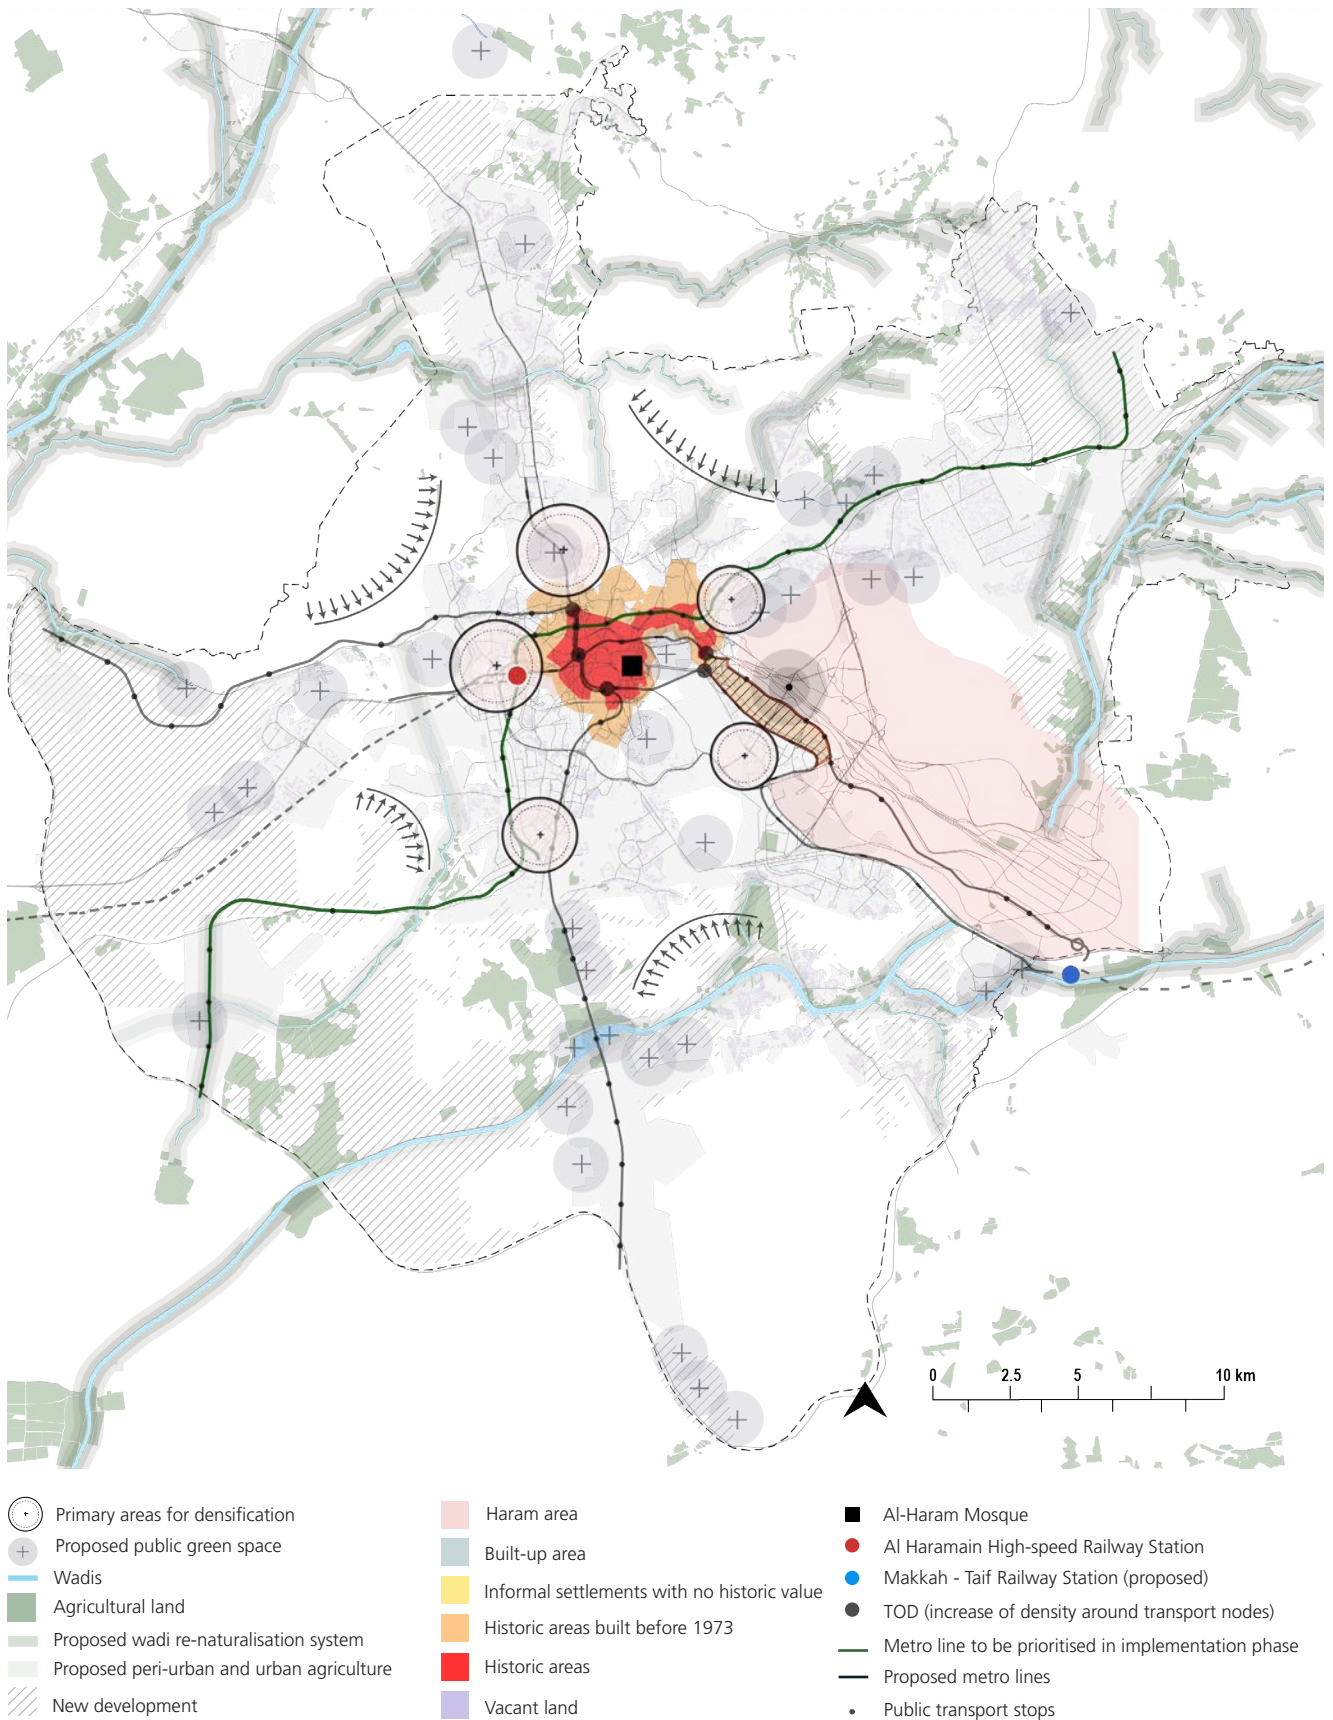 0 2.5 5 10 km
Primary areas for densification
Proposed public green space
Wadis
Agricultural land
Proposed wadi re-naturalisation system
Proposed peri-urban and urban agriculture
New development
Haram area
Built-up area
Informal settlements with no historic value
Historic areas built before 1973
Historic areas
Vacant land
Al-Haram Mosque
Al Haramain High-speed Railway Station
Makkah - Taif Railway Station (proposed)
TOD (increase of density around transport nodes)
Metro line to be prioritised in implementation phase
Proposed metro lines
Public transport stops